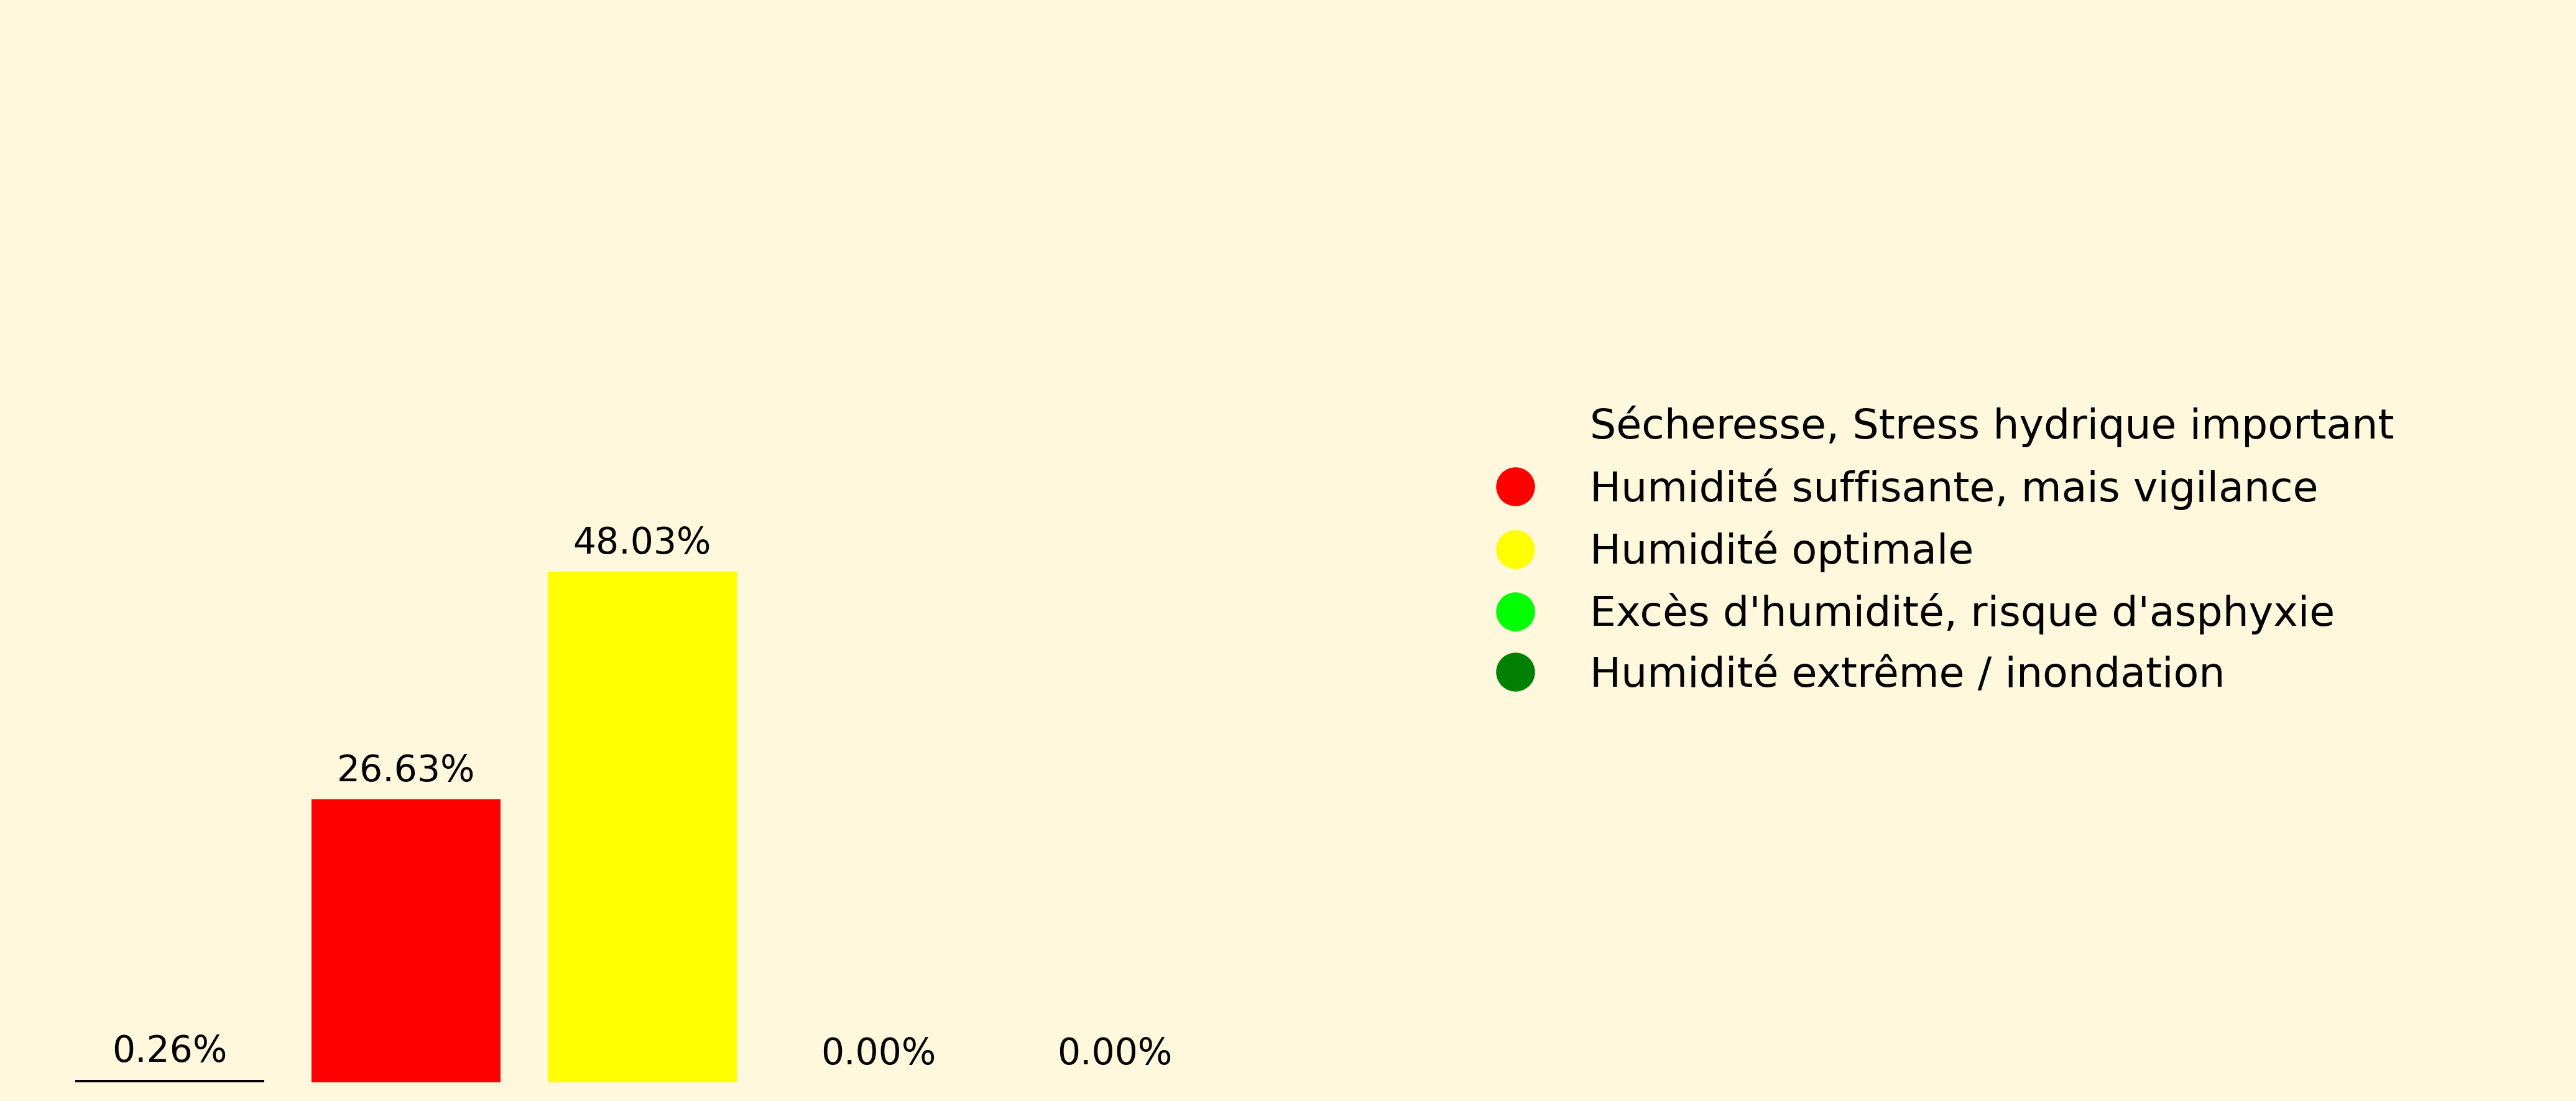 Sécheresse, Stress hydrique important
Humidité suffisante, mais vigilance
Humidité optimale
Excès d'humidité, risque d'asphyxie
Humidité extrême / inondation
48.03%
26.63%
0.26%
0.00%
0.00%